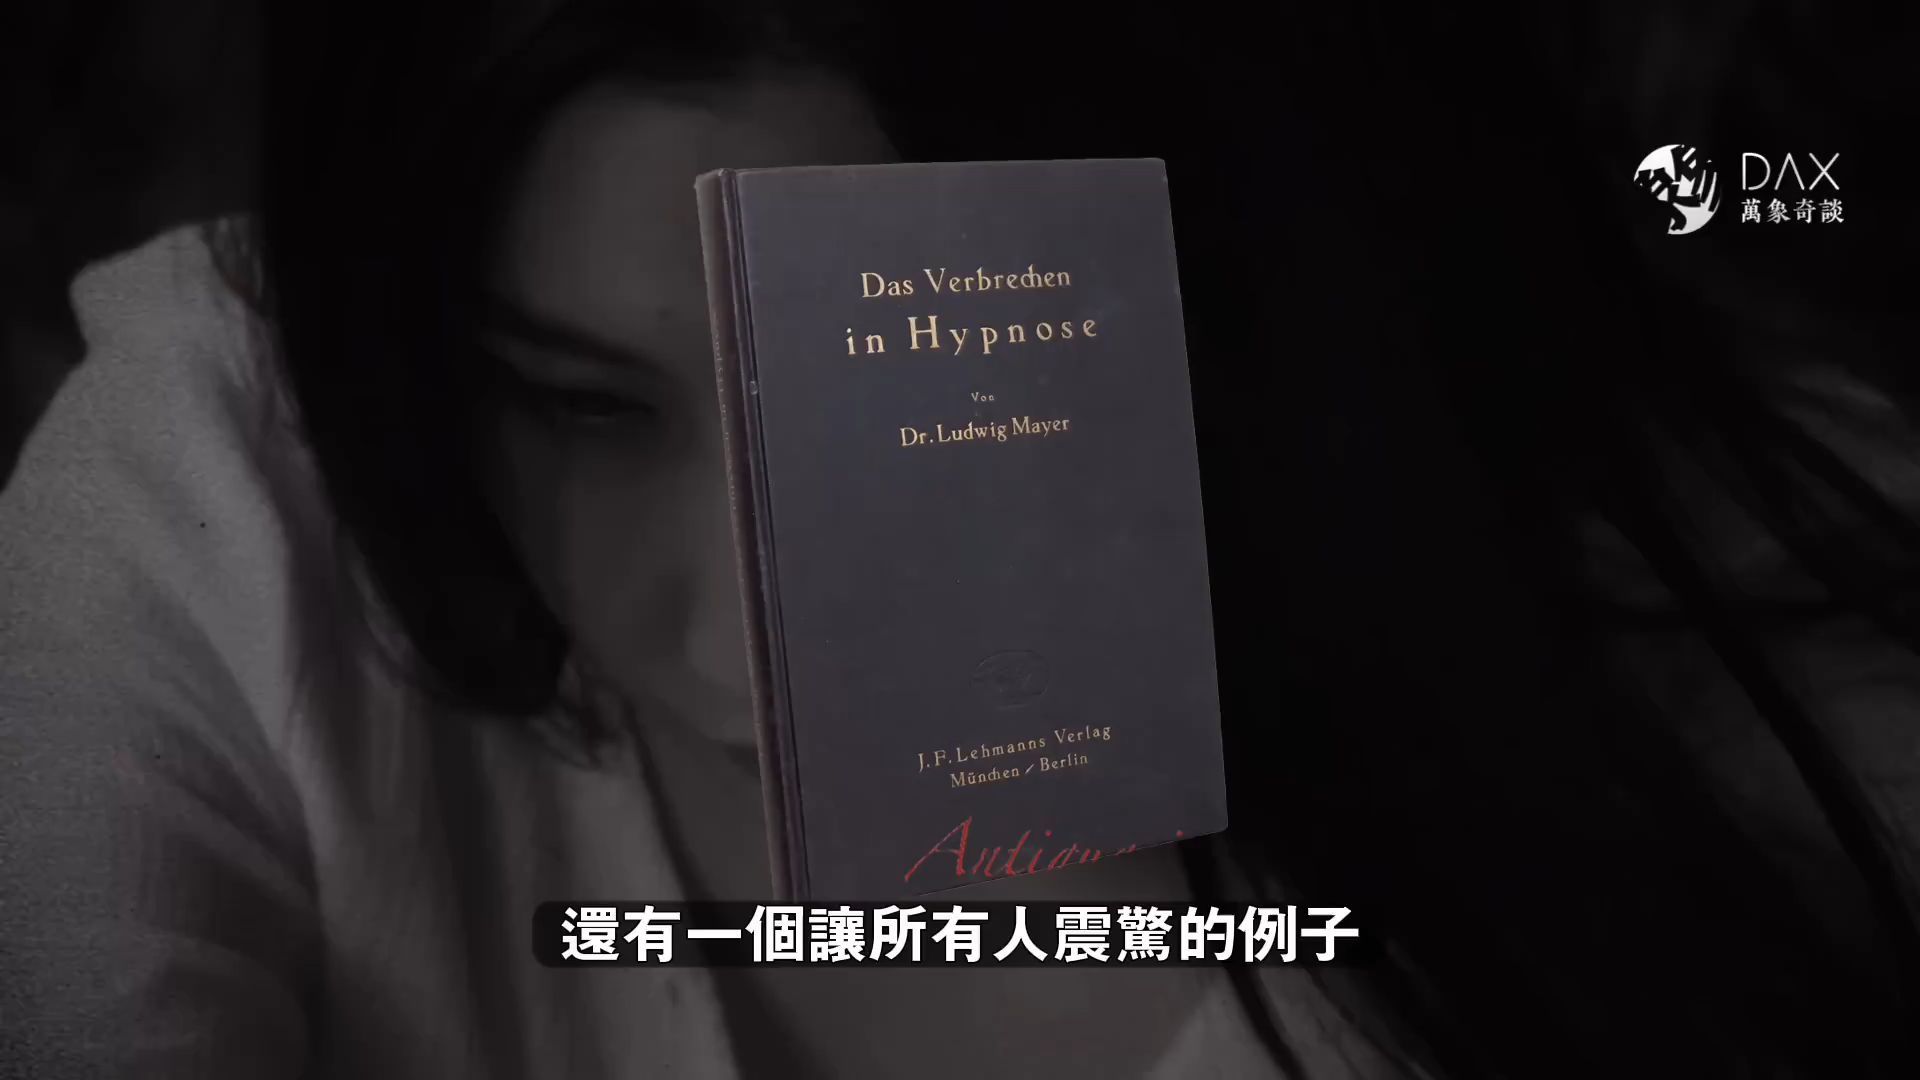 DAX
萬象奇談
Das Verbrechen
in Hypnose
Von
Dr. Ludwig Mayer
J. F. Lehmanns Verlag
München / Berlin
還有一個讓所有人震驚的例子